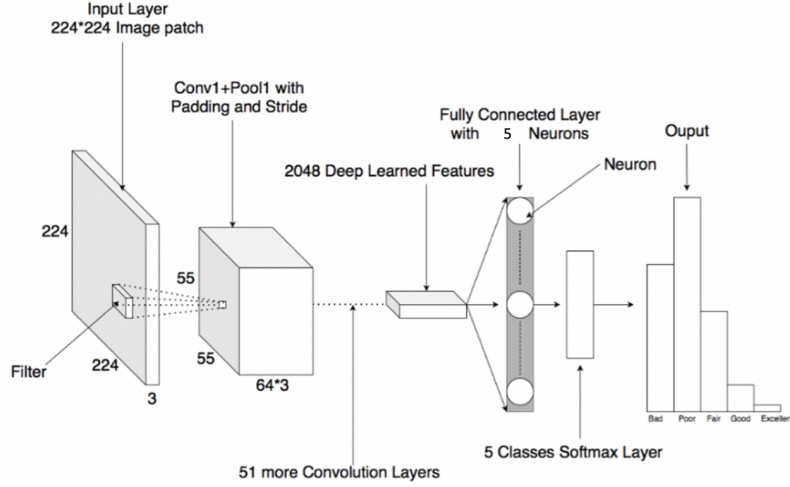 Input Layer
224*224 Image patch
Conv1+Pool1 with
Padding and Stride
Fully Connected Layer
with 5 Neurons
Ouput
2048 Deep Learned Features
Neuron
224
55
55
224
Filter
3
64*3
Bad Poor Fair Good Exceller
5 Classes Softmax Layer
51 more Convolution Layers